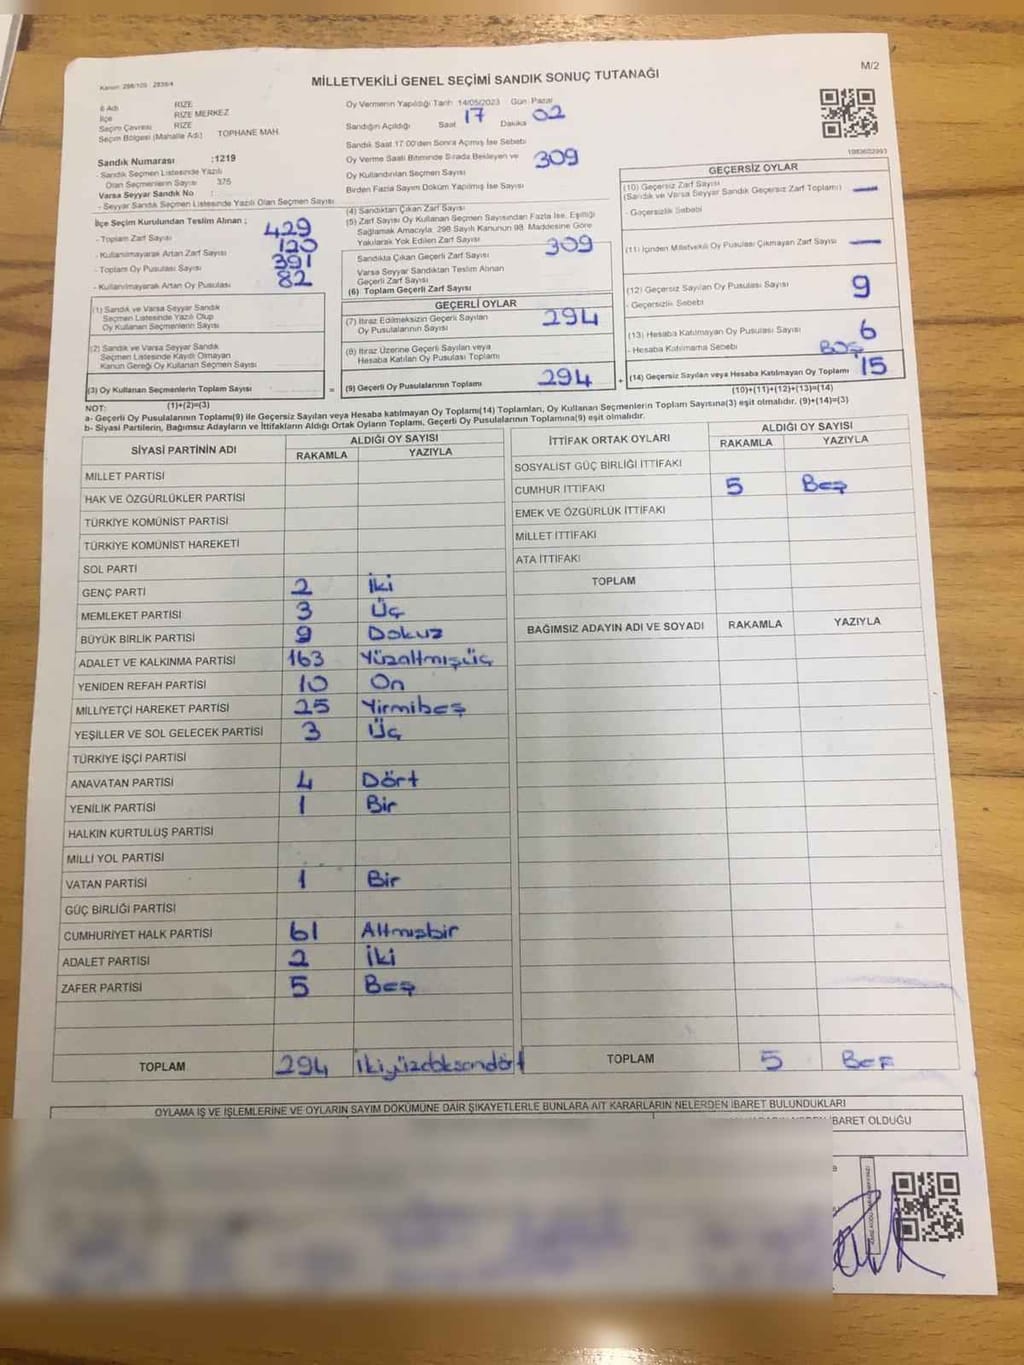 Kanun: 298/105 2839/4
MİLLETVEKİLİ GENEL SEÇİMİ SANDIK SONUÇ TUTANAĞI
M/2
İl Adı RİZE
İlçe RİZE MERKEZ
Seçim Çevresi RİZE
Seçim Bölgesi (Mahalle Adı) TOPHANE MAH.
Sandık Numarası :1219
- Sandık Seçmen Listesinde Yazılı
Olan Seçmenlerin Sayısı 375
Varsa Seyyar Sandık No :
- Seyyar Sandık Seçmen Listesinde Yazılı Olan Seçmen Sayısı
Oy Vermenin Yapıldığı Tarih 14/05/2023 Gün Pazar
Sandığın Açıldığı Saat 17 Dakika 02
Sandık Saat 17:00'den Sonra Açmış İse Sebebi
Oy Verme Saati Bitiminde Sırada Bekleyen ve
Oy Kullandırılan Seçmen Sayısı 309
Birden Fazla Sayım Döküm Yapılmış İse Sayısı
İlçe Seçim Kurulundan Teslim Alınan ;
- Toplam Zarf Sayısı 429
- Kullanılmayarak Artan Zarf Sayısı 120
- Toplam Oy Pusulası Sayısı 391
- Kullanılmayarak Artan Oy Pusulası 82
(1) Sandık ve Varsa Seyyar Sandık
Seçmen Listesinde Yazılı Olup
Oy Kullanan Seçmenlerin Sayısı
(2) Sandık ve Varsa Seyyar Sandık
Seçmen Listesinde Kayıtlı Olmayan
Kanun Gereği Oy Kullanan Seçmen Sayısı
(3) Oy Kullanan Seçmenlerin Toplam Sayısı =
(1)+(2)=(3)
(4) Sandıktan Çıkan Zarf Sayısı
(5) Zarf Sayısı Oy Kullanan Seçmen Sayısından Fazla İse, Eşitliği
Sağlamak Amacıyla, 298 Sayılı Kanunun 98. Maddesine Göre
Yakılarak Yok Edilen Zarf Sayısı
Sandıkta Çıkan Geçerli Zarf Sayısı 309
Varsa Seyyar Sandıktan Teslim Alınan
Geçerli Zarf Sayısı
(6) Toplam Geçerli Zarf Sayısı
GEÇERLİ OYLAR
(7) İtiraz Edilmeksizin Geçerli Sayılan
Oy Pusulalarının Sayısı 294
(8) İtiraz Üzerine Geçerli Sayılan veya
Hesaba Katılan Oy Pusulası Toplamı
(9) Geçerli Oy Pusulalarının Toplamı 294 +
1083602993
GEÇERSİZ OYLAR
(10) Geçersiz Zarf Sayısı
(Sandık ve Varsa Seyyar Sandık Geçersiz Zarf Toplamı) —
- Geçersizlik Sebebi
(11) İçinden Milletvekili Oy Pusulası Çıkmayan Zarf Sayısı —
(12) Geçersiz Sayılan Oy Pusulası Sayısı 9
- Geçersizlik Sebebi
(13) Hesaba Katılmayan Oy Pusulası Sayısı 6
- Hesaba Katılmama Sebebi BOŞ
(14) Geçersiz Sayılan veya Hesaba Katılmayan Oy Toplamı 15
(10)+(11)+(12)+(13)=(14)
NOT:
a- Geçerli Oy Pusulalarının Toplamı(9) ile Geçersiz Sayılan veya Hesaba katılmayan Oy Toplamı(14) Toplamları, Oy Kullanan Seçmenlerin Toplam Sayısına(3) eşit olmalıdır. (9)+(14)=(3)
b- Siyasi Partilerin, Bağımsız Adayların ve İttifakların Aldığı Ortak Oyların Toplamı, Geçerli Oy Pusulalarının Toplamına(9) eşit olmalıdır.
SİYASİ PARTİNİN ADI ALDIĞI OY SAYISI
RAKAMLA YAZIYLA
MİLLET PARTİSİ
HAK VE ÖZGÜRLÜKLER PARTİSİ
TÜRKİYE KOMÜNİST PARTİSİ
TÜRKİYE KOMÜNİST HAREKETİ
SOL PARTİ
GENÇ PARTİ 2 İki
MEMLEKET PARTİSİ 3 Üç
BÜYÜK BİRLİK PARTİSİ 9 Dokuz
ADALET VE KALKINMA PARTİSİ 163 Yüzaltmışüç
YENİDEN REFAH PARTİSİ 10 On
MİLLİYETÇİ HAREKET PARTİSİ 25 Yirmibeş
YEŞİLLER VE SOL GELECEK PARTİSİ 3 Üç
TÜRKİYE İŞÇİ PARTİSİ
ANAVATAN PARTİSİ 4 Dört
YENİLİK PARTİSİ 1 Bir
HALKIN KURTULUŞ PARTİSİ
MİLLİ YOL PARTİSİ
VATAN PARTİSİ 1 Bir
GÜÇ BİRLİĞİ PARTİSİ
CUMHURİYET HALK PARTİSİ 61 Altmışbir
ADALET PARTİSİ 2 İki
ZAFER PARTİSİ 5 Beş
TOPLAM 294 İkiyüzdoksandört
İTTİFAK ORTAK OYLARI ALDIĞI OY SAYISI
RAKAMLA YAZIYLA
SOSYALİST GÜÇ BİRLİĞİ İTTİFAKI
CUMHUR İTTİFAKI 5 Beş
EMEK VE ÖZGÜRLÜK İTTİFAKI
MİLLET İTTİFAKI
ATA İTTİFAKI
TOPLAM
BAĞIMSIZ ADAYIN ADI VE SOYADI RAKAMLA YAZIYLA
TOPLAM 5 Beş
OYLAMA İŞ VE İŞLEMLERİNE VE OYLARIN SAYIM DÖKÜMÜNE DAİR ŞİKAYETLERLE BUNLARA AİT KARARLARIN NELERDEN İBARET BULUNDUKLARI
İBARET OLDUĞU